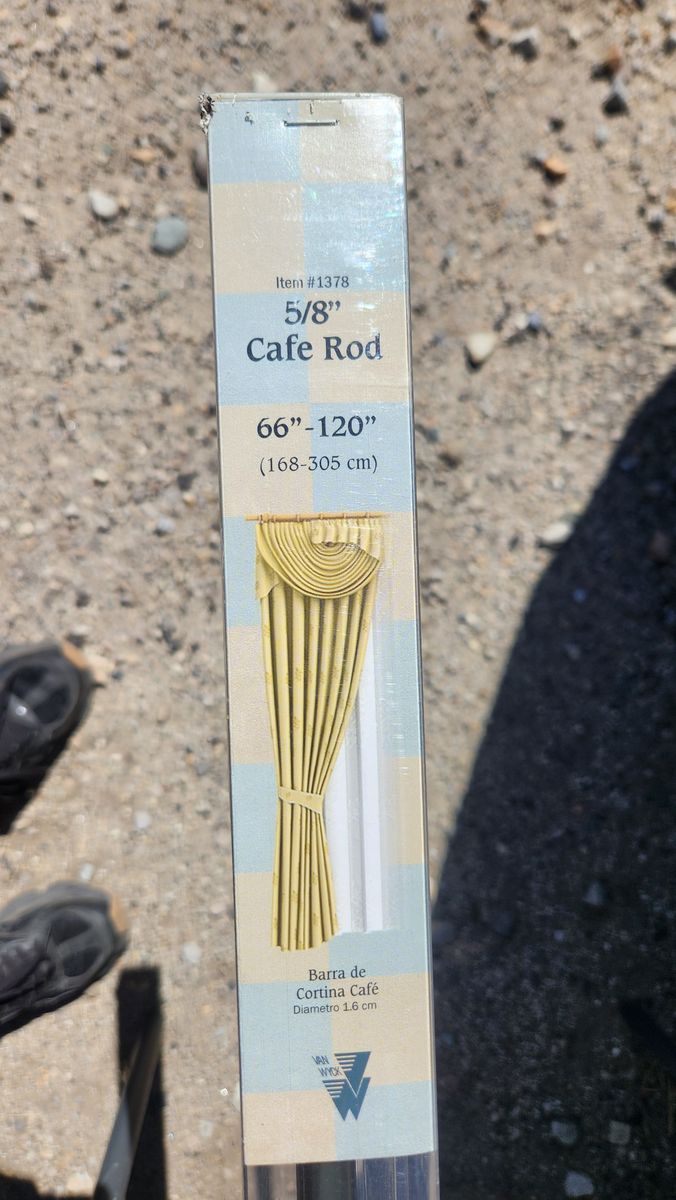 Item #1378
5/8”
Cafe Rod
66”-120”
(168-305 cm)
Barra de
Cortina Café
Diametro 1.6 cm
VAN
WYCK